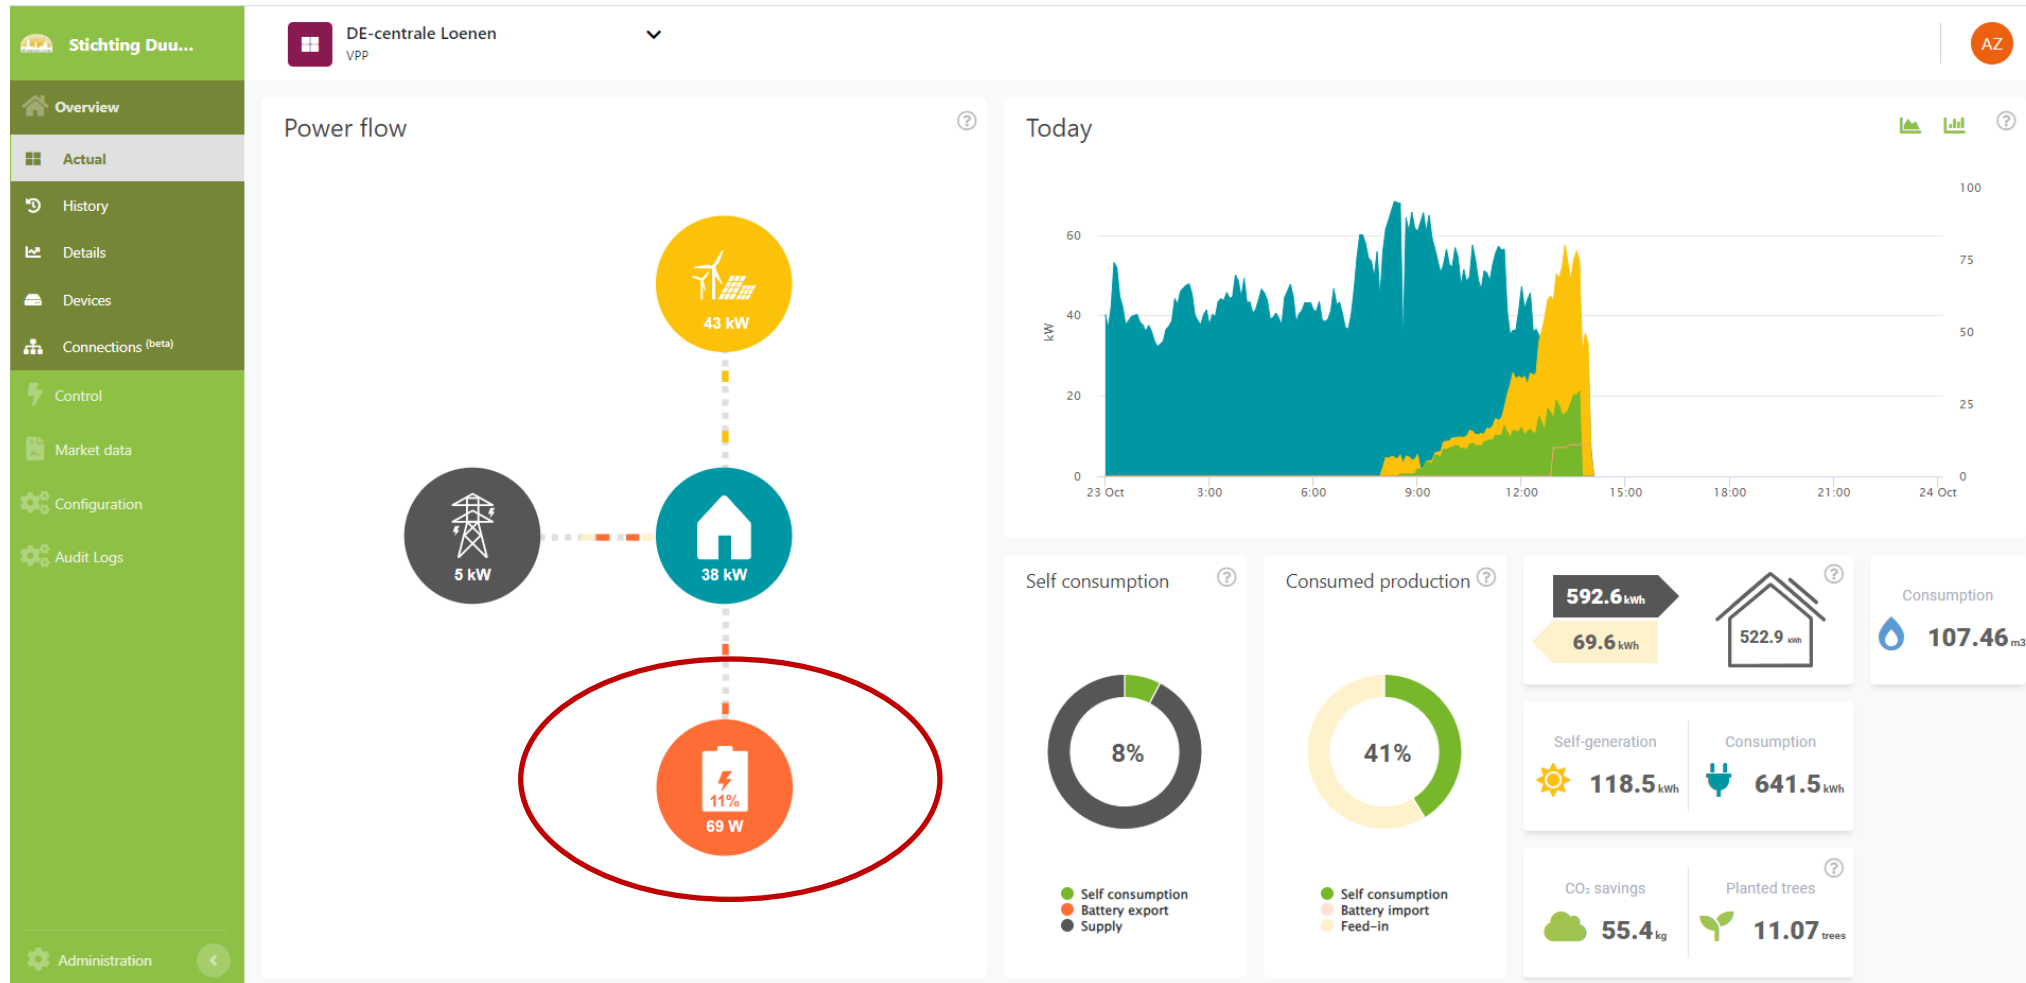 Stichting Duu...
DE-centrale Loenen
VPP
AZ
Overview
Actual
History
Details
Devices
Connections (beta)
Control
Market data
Configuration
Audit Logs
Administration
Power flow
43 kW
5 kW
38 kW
11%
69 W
Today
100
75
50
25
0
60
40
20
0
kW
23 Oct 3:00 6:00 9:00 12:00 15:00 18:00 21:00 24 Oct
Self consumption
8%
Self consumption
Battery export
Supply
Consumed production
41%
Self consumption
Battery import
Feed-in
592.6 kWh
69.6 kWh
522.9 kWh
Consumption
107.46 m3
Self-generation
118.5 kWh
Consumption
641.5 kWh
CO₂ savings
55.4 kg
Planted trees
11.07 trees